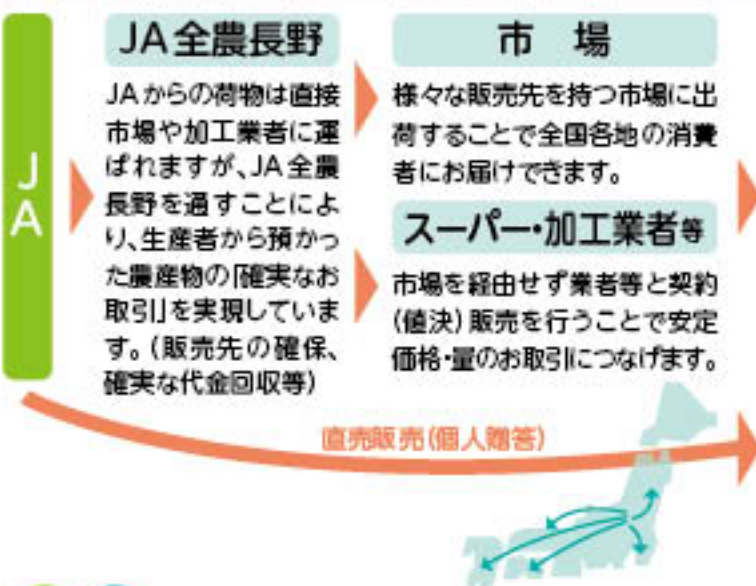 JA
JA全農長野
JAからの荷物は直接
市場や加工業者に運
ばれますが、JA全農
長野を通すことによ
り、生産者から預かっ
た農産物の「確実なお
取引」を実現していま
す。(販売先の確保、
確実な代金回収等)
市 場
様々な販売先を持つ市場に出
荷することで全国各地の消費
者にお届けできます。
スーパー・加工業者等
市場を経由せず業者等と契約
(値決)販売を行うことで安定
価格・量のお取引につなげます。
直売販売(個人贈答)